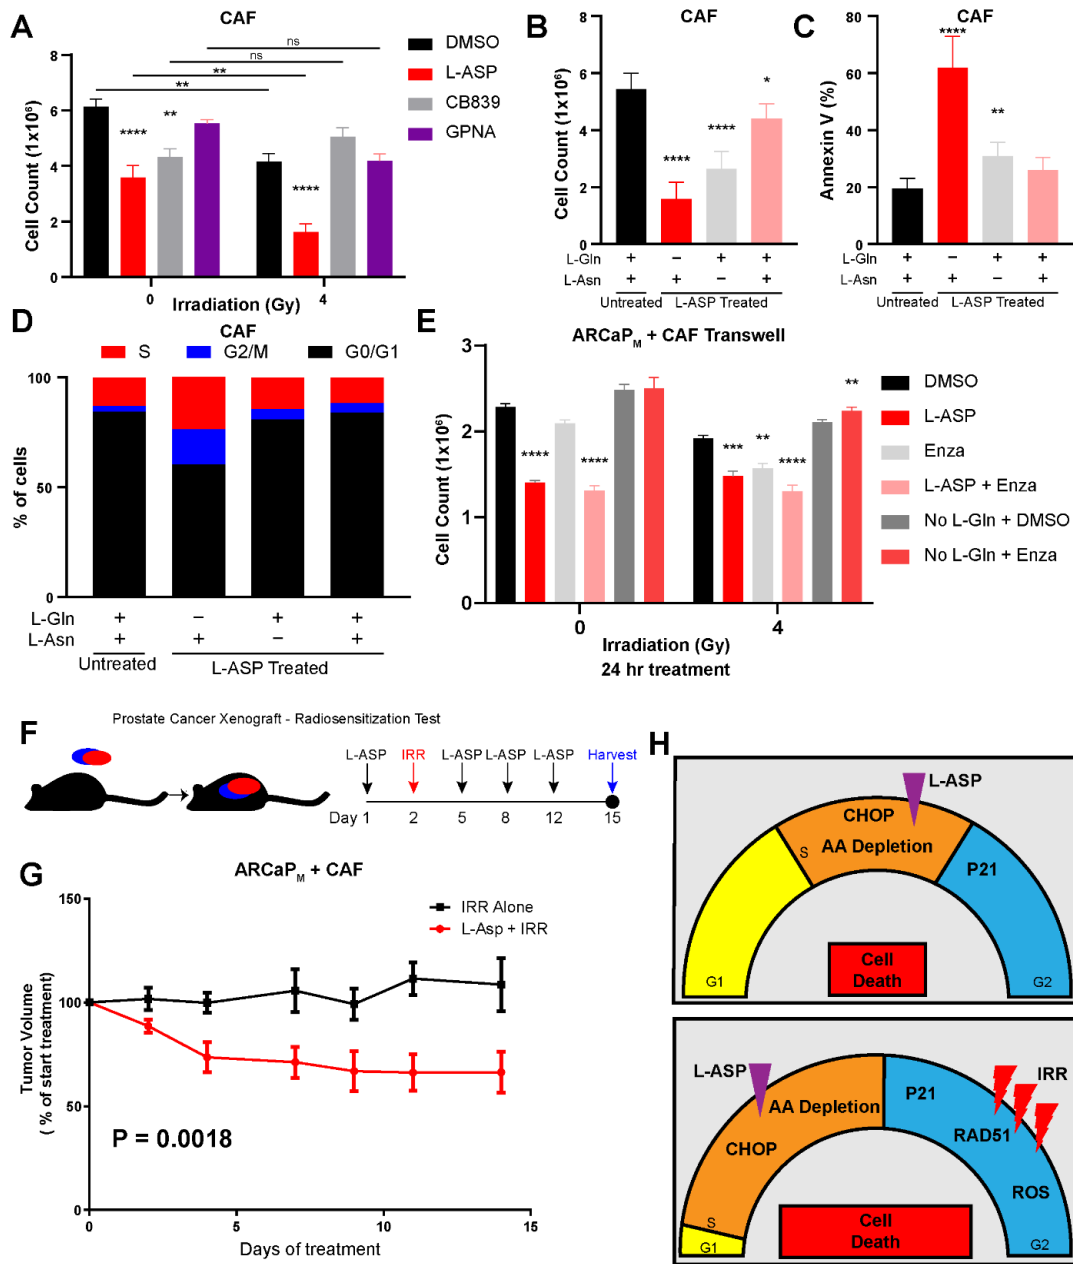 A
CAF
DMSO
L-ASP
CB839
GPNA
ns
ns
**
**
****
**
****
Cell Count (1x10⁶)
8
6
4
2
0
0
4
Irradiation (Gy)
B
CAF
Cell Count (1x10⁶)
8
6
4
2
0
****
****
*
L-Gln + − + +
L-Asn + + − +
Untreated
L-ASP Treated
C
CAF
Annexin V (%)
80
60
40
20
0
****
**
+ − + +
+ + − +
Untreated
L-ASP Treated
D
CAF
S
G2/M
G0/G1
% of cells
100
50
0
L-Gln + − + +
L-Asn + + − +
Untreated
L-ASP Treated
E
ARCaP_M + CAF Transwell
Cell Count (1x10⁶)
3
2
1
0
****
****
***
**
****
**
0
4
Irradiation (Gy)
24 hr treatment
DMSO
L-ASP
Enza
L-ASP + Enza
No L-Gln + DMSO
No L-Gln + Enza
F
Prostate Cancer Xenograft - Radiosensitization Test
L-ASP IRR L-ASP L-ASP L-ASP Harvest
Day 1 2 5 8 12 15
G
ARCaP_M + CAF
IRR Alone
L-Asp + IRR
Tumor Volume
( % of start treatment)
150
100
50
0
P = 0.0018
0 5 10 15
Days of treatment
H
L-ASP
CHOP
S
AA Depletion
P21
Cell
Death
G1
G2
L-ASP
IRR
AA Depletion
P21
CHOP
RAD51
ROS
S
G1
Cell
Death
G2